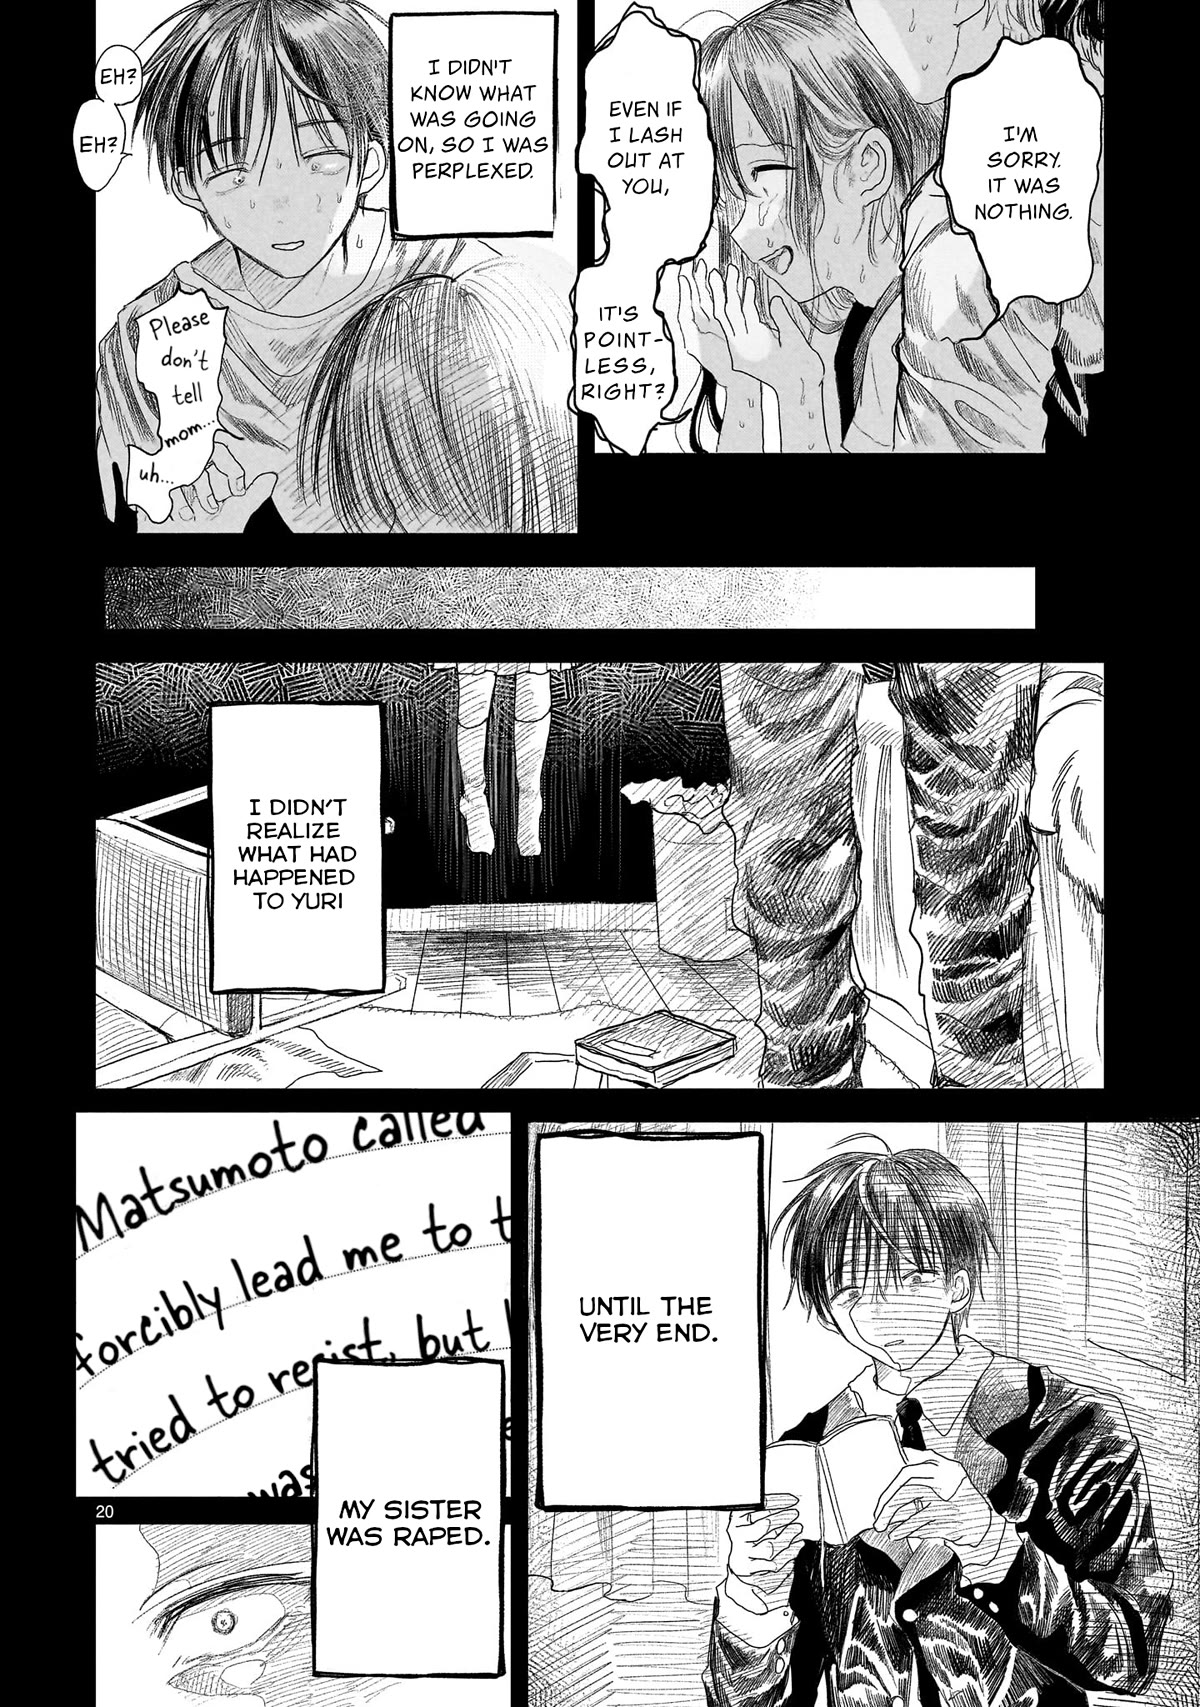 I'M
SORRY.
IT WAS
NOTHING.
EVEN IF
I LASH
OUT AT
YOU,
IT'S
POINT-
LESS,
RIGHT?
I DIDN'T
KNOW WHAT
WAS GOING
ON, SO I WAS
PERPLEXED.
EH?
EH?
Please
don't
tell
mom...
uh...
I DIDN'T
REALIZE
WHAT HAD
HAPPENED
TO YURI
UNTIL THE
VERY END.
Matsumoto called
forcibly lead me to t
tried to resist, but
was
MY SISTER
WAS RAPED.
20